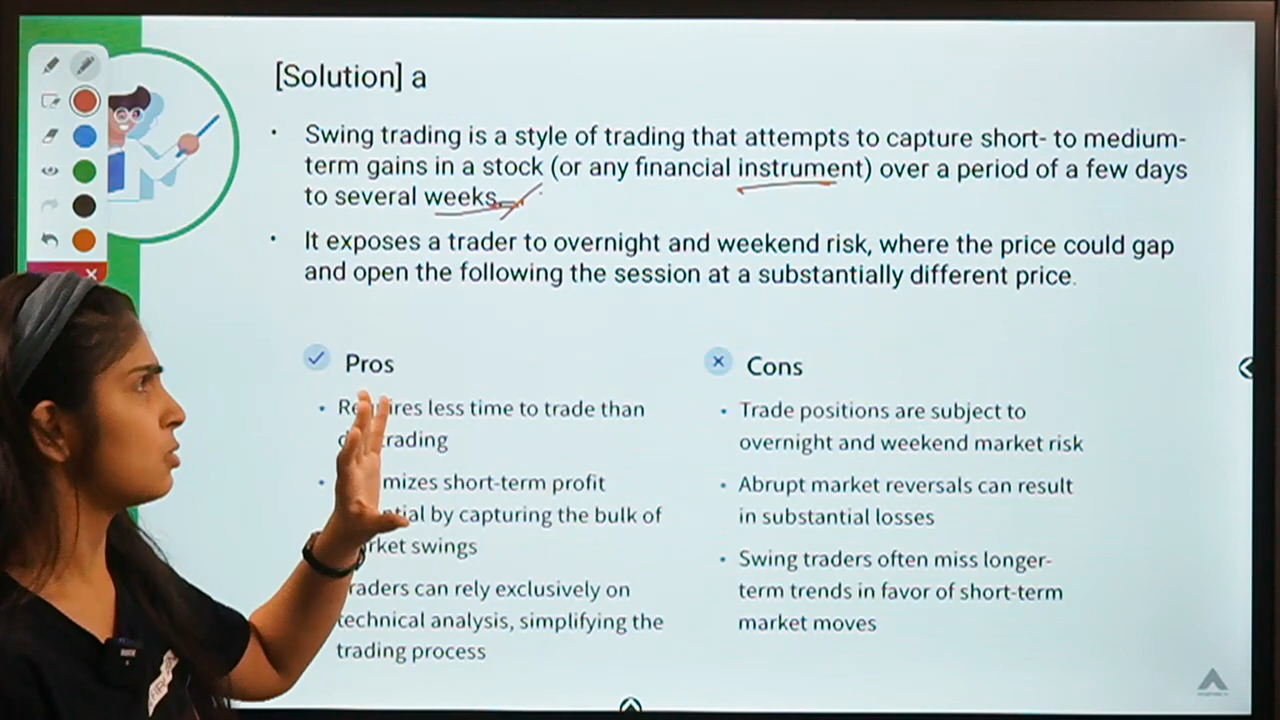 [Solution] a
• Swing trading is a style of trading that attempts to capture short- to medium-
term gains in a stock (or any financial instrument) over a period of a few days
to several weeks.
• It exposes a trader to overnight and weekend risk, where the price could gap
and open the following the session at a substantially different price.
Pros
• less time to trade than
trading
• short-term profit
by capturing the bulk of
swings
can rely exclusively on
technical analysis, simplifying the
trading process
Cons
• Trade positions are subject to
overnight and weekend market risk
• Abrupt market reversals can result
in substantial losses
• Swing traders often miss longer-
term trends in favor of short-term
market moves